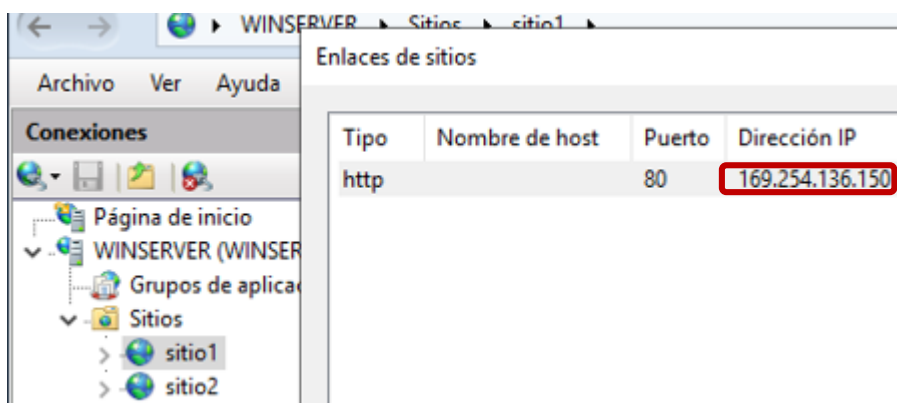 WINSERVER ▸ Sitios ▸ sitio1 ▸
Enlaces de sitios
Archivo Ver Ayuda
Conexiones
Tipo Nombre de host Puerto Dirección IP
http 80 169.254.136.150
Página de inicio
WINSERVER (WINSER
Grupos de aplica
Sitios
sitio1
sitio2